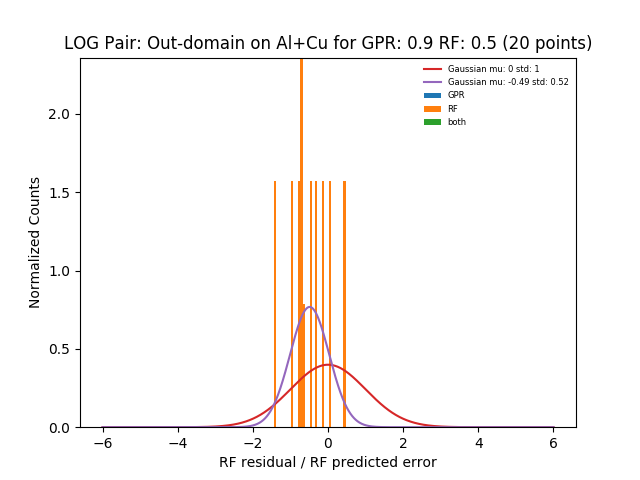 LOG Pair: Out-domain on Al+Cu for GPR: 0.9 RF: 0.5 (20 points)
Gaussian mu: 0 std: 1
Gaussian mu: -0.49 std: 0.52
GPR
RF
both
Normalized Counts
2.0
1.5
1.0
0.5
0.0
−6
−4
−2
0
2
4
6
RF residual / RF predicted error